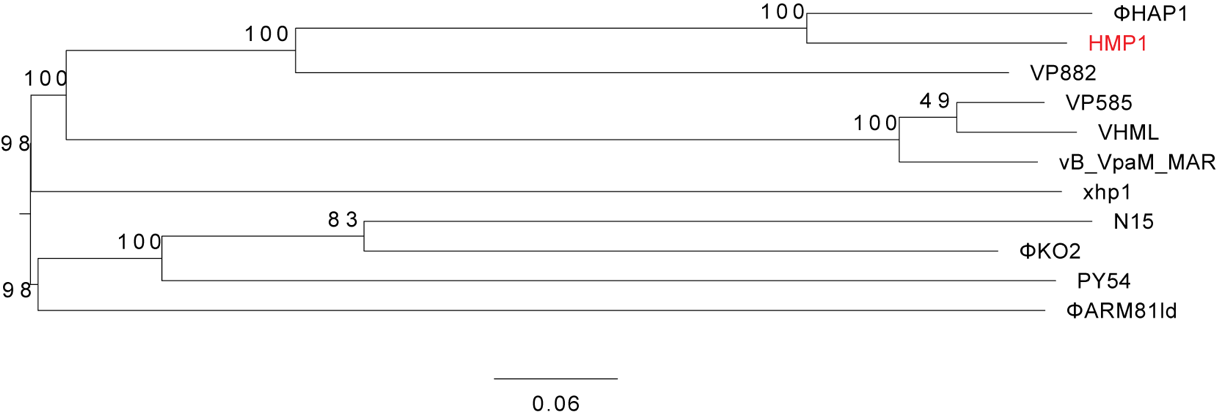 100 ΦHAP1
100 HMP1
100 VP882
49 VP585
100 VHML
98 vB_VpaM_MAR
xhp1
83 N15
100 ΦKO2
98 PY54
ΦARM81ld
0.06